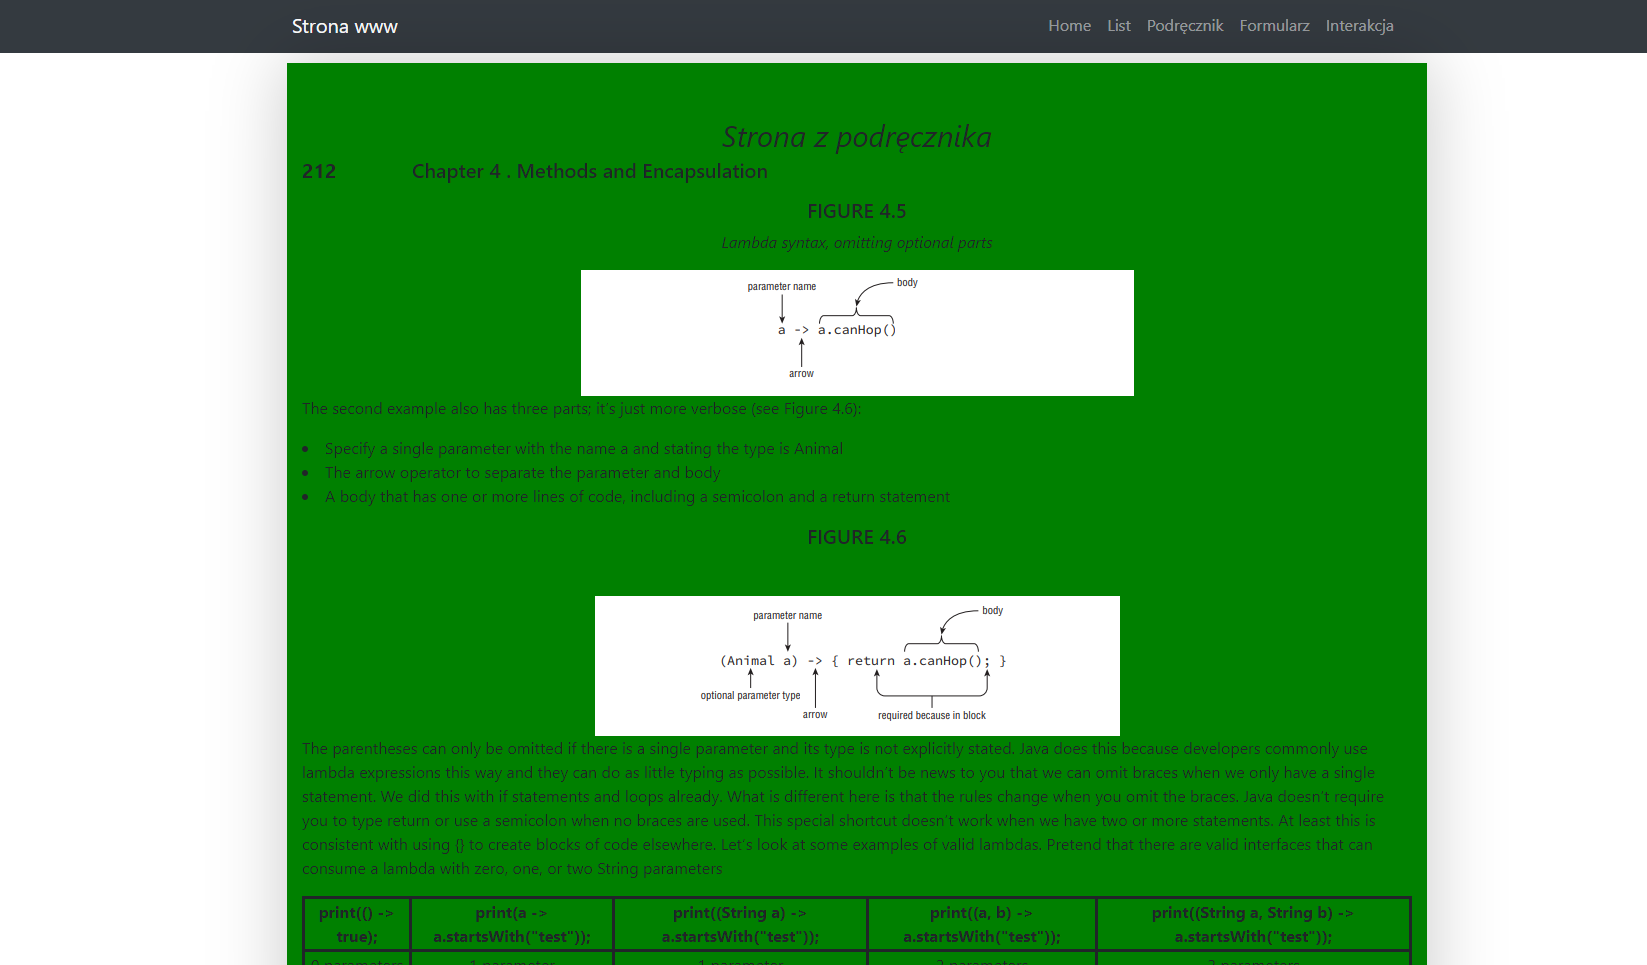 Strona www
Home List Podręcznik Formularz Interakcja
Strona z podręcznika
212 Chapter 4 . Methods and Encapsulation
FIGURE 4.5
Lambda syntax, omitting optional parts
parameter name
body
a -> a.canHop()
arrow
The second example also has three parts; it's just more verbose (see Figure 4.6):
• Specify a single parameter with the name a and stating the type is Animal
• The arrow operator to separate the parameter and body
• A body that has one or more lines of code, including a semicolon and a return statement
FIGURE 4.6
parameter name
body
(Animal a) -> { return a.canHop(); }
optional parameter type
arrow
required because in block
The parentheses can only be omitted if there is a single parameter and its type is not explicitly stated. Java does this because developers commonly use
lambda expressions this way and they can do as little typing as possible. It shouldn't be news to you that we can omit braces when we only have a single
statement. We did this with if statements and loops already. What is different here is that the rules change when you omit the braces. Java doesn't require
you to type return or use a semicolon when no braces are used. This special shortcut doesn't work when we have two or more statements. At least this is
consistent with using {} to create blocks of code elsewhere. Let's look at some examples of valid lambdas. Pretend that there are valid interfaces that can
consume a lambda with zero, one, or two String parameters
print(() -> print(a -> print((String a) -> print((a, b) -> print((String a, String b) ->
true); a.startsWith("test")); a.startsWith("test")); a.startsWith("test")); a.startsWith("test"));
0 parameters 1 parameter 1 parameter 2 parameters 2 parameters